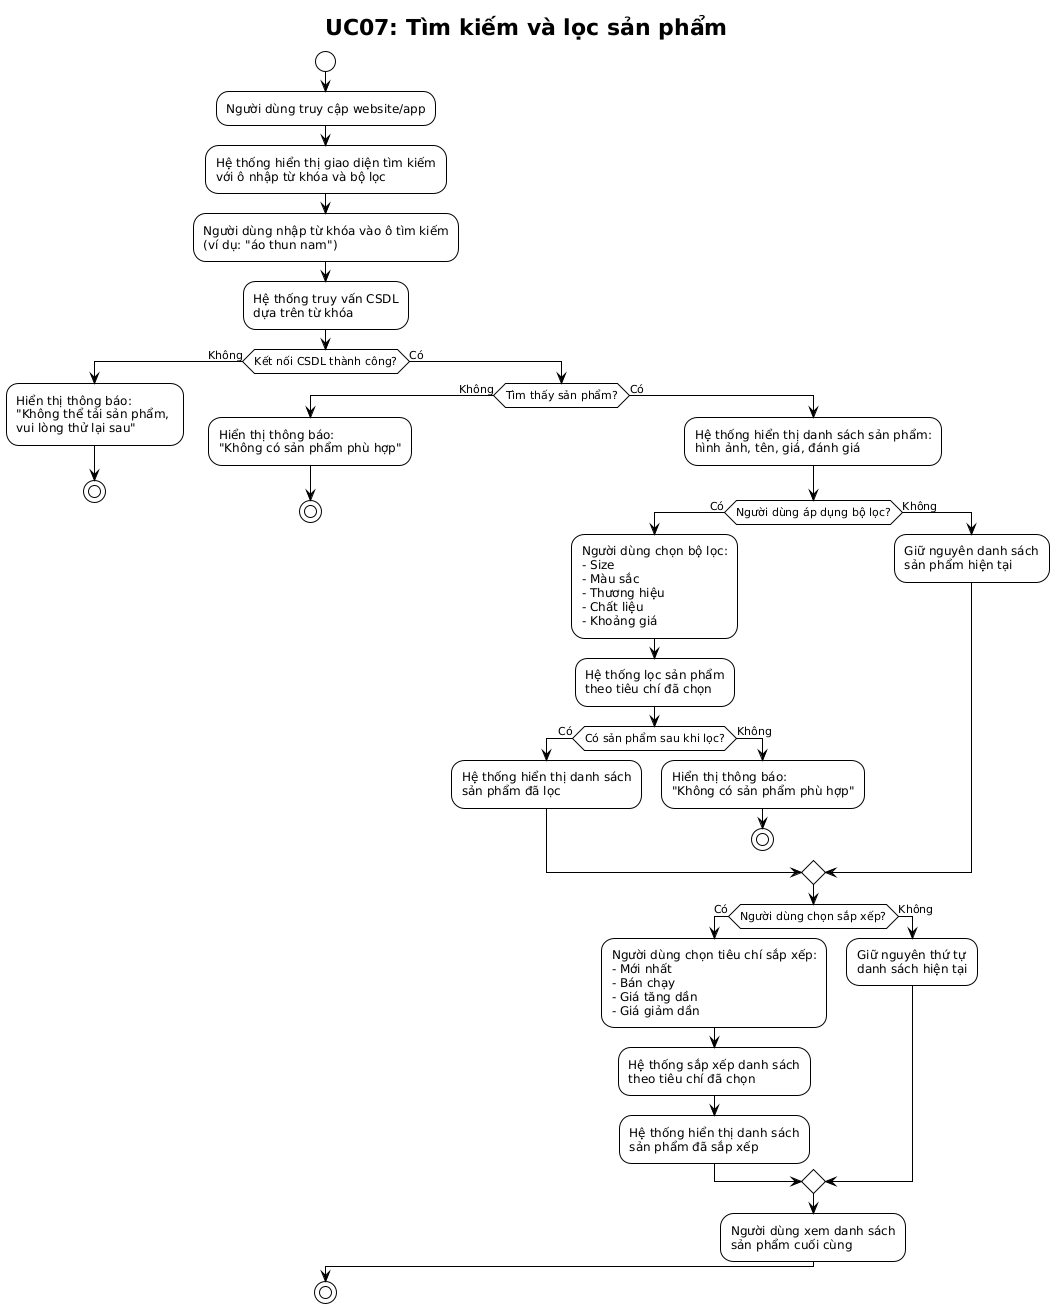 UC07: Tìm kiếm và lọc sản phẩm
Người dùng truy cập website/app
Hệ thống hiển thị giao diện tìm kiếm
với ô nhập từ khóa và bộ lọc
Người dùng nhập từ khóa vào ô tìm kiếm
(ví dụ: "áo thun nam")
Hệ thống truy vấn CSDL
dựa trên từ khóa
Không
Kết nối CSDL thành công?
Có
Hiển thị thông báo:
"Không thể tải sản phẩm,
vui lòng thử lại sau"
Không
Tìm thấy sản phẩm?
Có
Hiển thị thông báo:
"Không có sản phẩm phù hợp"
Hệ thống hiển thị danh sách sản phẩm:
hình ảnh, tên, giá, đánh giá
Có
Người dùng áp dụng bộ lọc?
Không
Người dùng chọn bộ lọc:
- Size
- Màu sắc
- Thương hiệu
- Chất liệu
- Khoảng giá
Giữ nguyên danh sách
sản phẩm hiện tại
Hệ thống lọc sản phẩm
theo tiêu chí đã chọn
Có
Có sản phẩm sau khi lọc?
Không
Hệ thống hiển thị danh sách
sản phẩm đã lọc
Hiển thị thông báo:
"Không có sản phẩm phù hợp"
Có
Người dùng chọn sắp xếp?
Không
Người dùng chọn tiêu chí sắp xếp:
- Mới nhất
- Bán chạy
- Giá tăng dần
- Giá giảm dần
Giữ nguyên thứ tự
danh sách hiện tại
Hệ thống sắp xếp danh sách
theo tiêu chí đã chọn
Hệ thống hiển thị danh sách
sản phẩm đã sắp xếp
Người dùng xem danh sách
sản phẩm cuối cùng